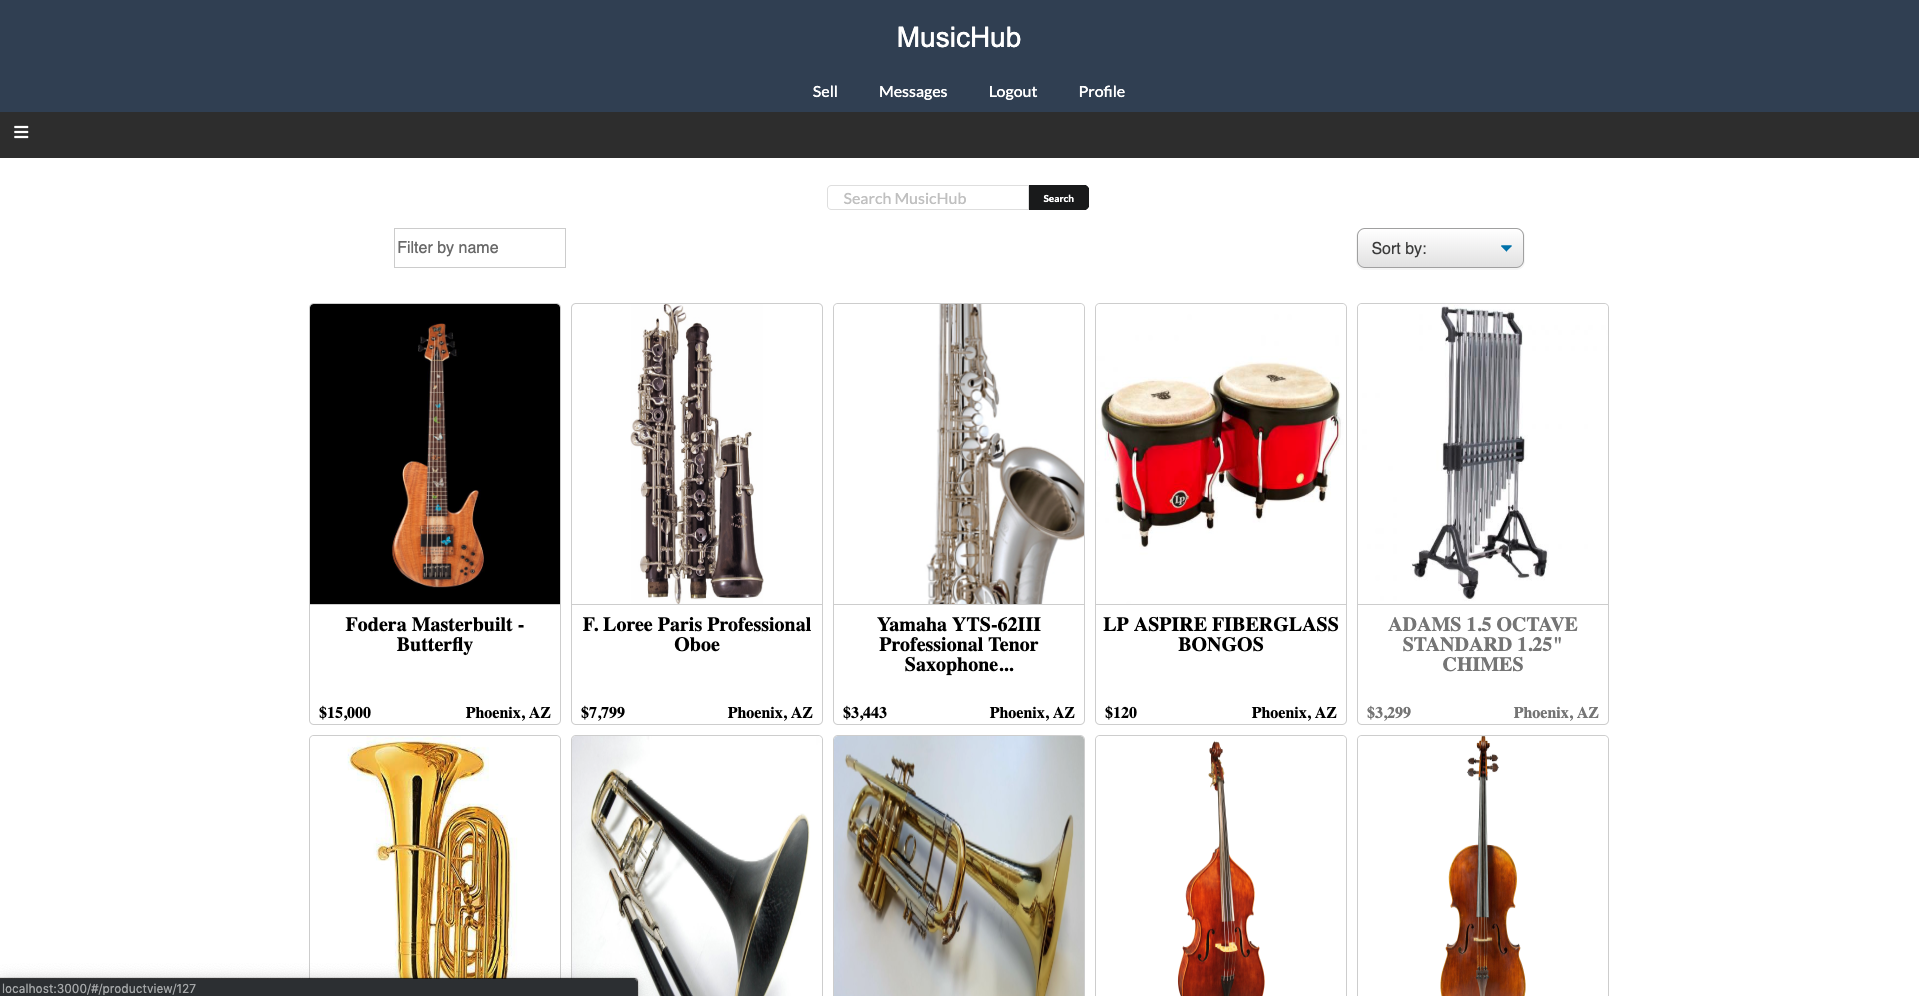 MusicHub
Sell Messages Logout Profile
Search MusicHub Search
Filter by name
Sort by:
Fodera Masterbuilt -
Butterfly
$15,000 Phoenix, AZ
F. Loree Paris Professional
Oboe
$7,799 Phoenix, AZ
Yamaha YTS-62III
Professional Tenor
Saxophone...
$3,443 Phoenix, AZ
LP
LP ASPIRE FIBERGLASS
BONGOS
$120 Phoenix, AZ
ADAMS 1.5 OCTAVE
STANDARD 1.25"
CHIMES
$3,299 Phoenix, AZ
localhost:3000/#/productview/127